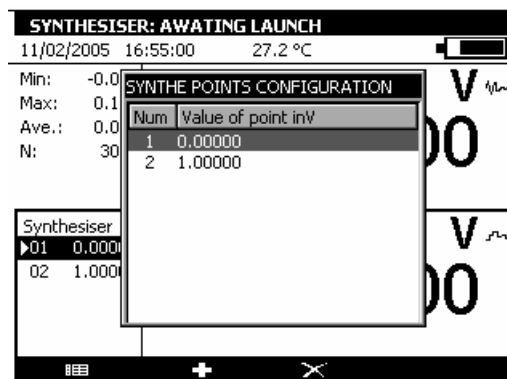 SYNTHESISER: AWATING LAUNCH
11/02/2005 16:55:00 27.2 °C
Min: -0.0
Max: 0.1
Ave.: 0.0
N: 30
V
00
SYNTHE POINTS CONFIGURATION
Num Value of point inV
1 0.00000
2 1.00000
Synthesiser
01 0.000
02 1.000
V
00